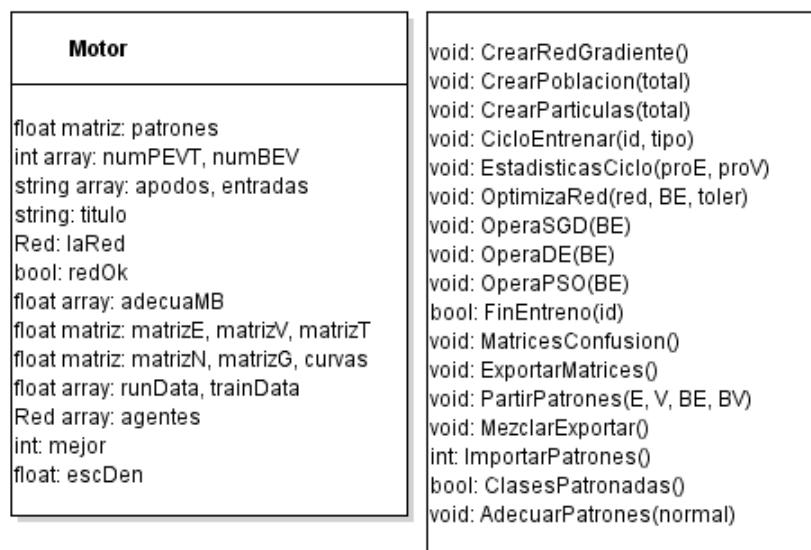 Motor
float matriz: patrones
int array: numPEVT, numBEV
string array: apodos, entradas
string: titulo
Red: laRed
bool: redOk
float array: adecuaMB
float matriz: matrizE, matrizV, matrizT
float matriz: matrizN, matrizG, curvas
float array: runData, trainData
Red array: agentes
int: mejor
float: escDen
void: CrearRedGradiente()
void: CrearPoblacion(total)
void: CrearParticulas(total)
void: CicloEntrenar(id, tipo)
void: EstadisticasCiclo(proE, proV)
void: OptimizaRed(red, BE, toler)
void: OperaSGD(BE)
void: OperaDE(BE)
void: OperaPSO(BE)
bool: FinEntreno(id)
void: MatricesConfusion()
void: ExportarMatrices()
void: PartirPatrones(E, V, BE, BV)
void: MezclarExportar()
int: ImportarPatrones()
bool: ClasesPatronadas()
void: AdecuarPatrones(normal)